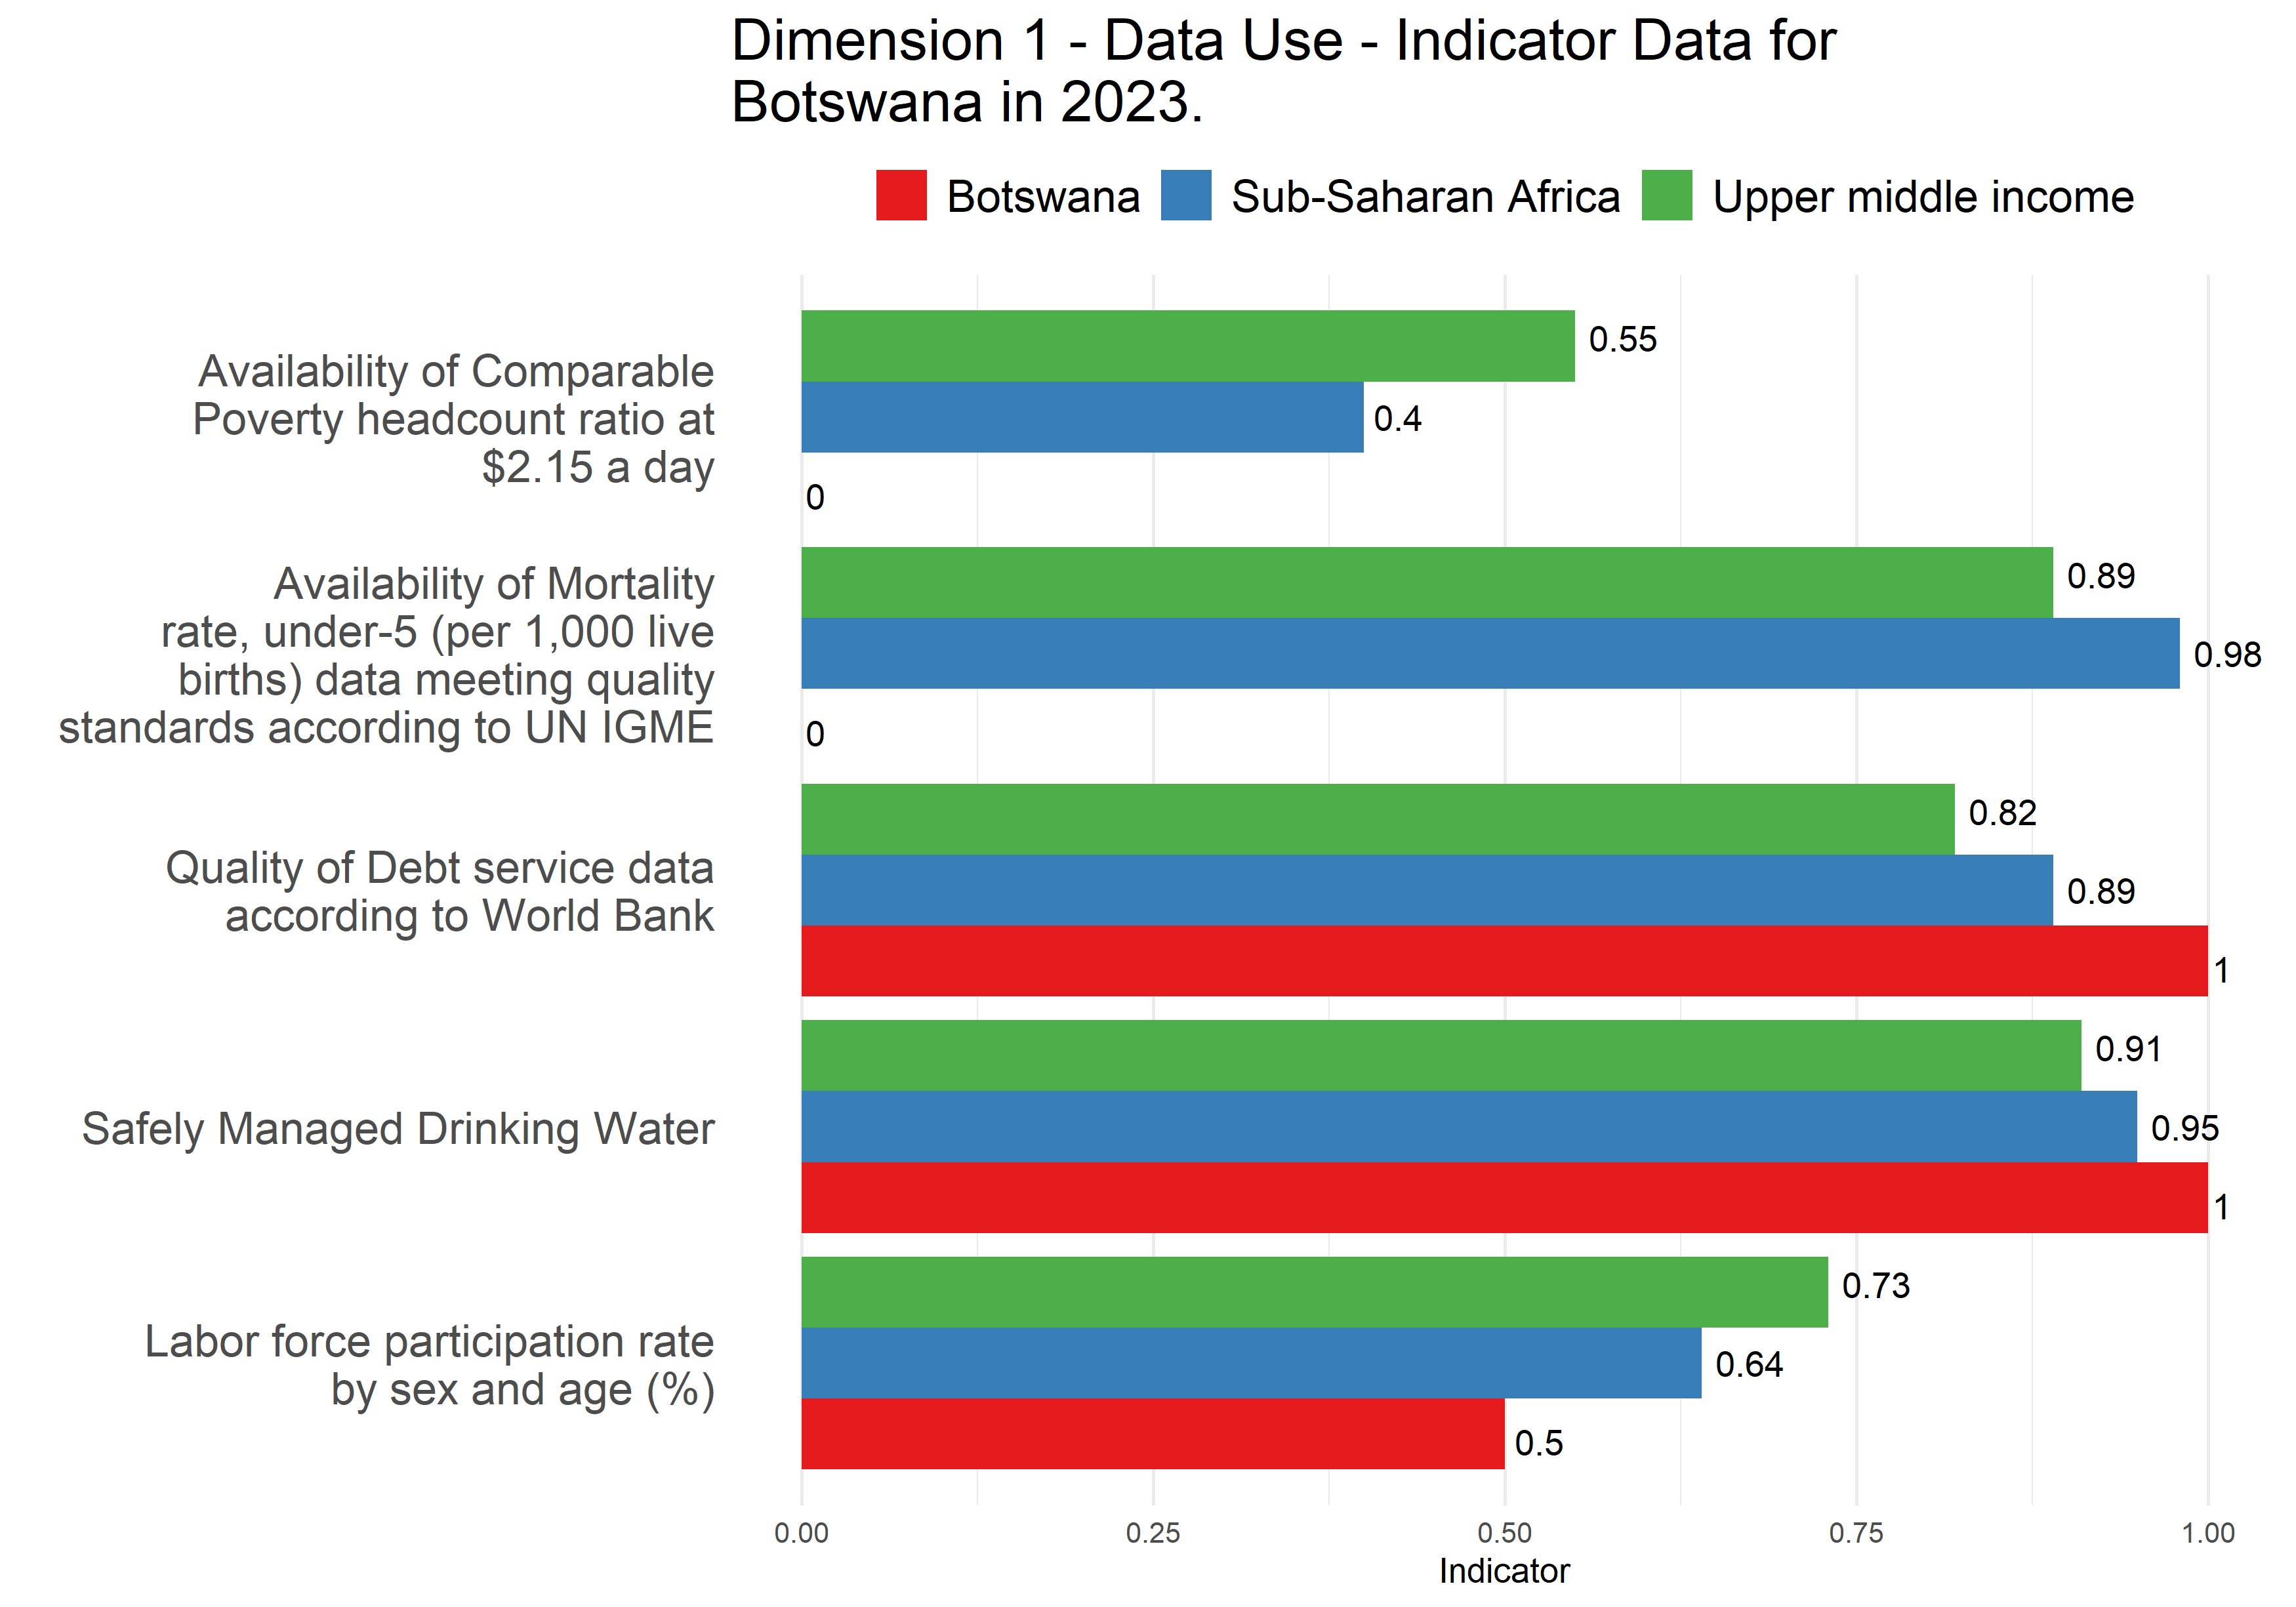 Dimension 1 - Data Use - Indicator Data for
Botswana in 2023.
Botswana
Sub-Saharan Africa
Upper middle income
Availability of Comparable
Poverty headcount ratio at
$2.15 a day
0.55
0.4
0
Availability of Mortality
rate, under-5 (per 1,000 live
births) data meeting quality
standards according to UN IGME
0.89
0.98
0
Quality of Debt service data
according to World Bank
0.82
0.89
1
Safely Managed Drinking Water
0.91
0.95
1
Labor force participation rate
by sex and age (%)
0.73
0.64
0.5
0.00
0.25
0.50
0.75
1.00
Indicator